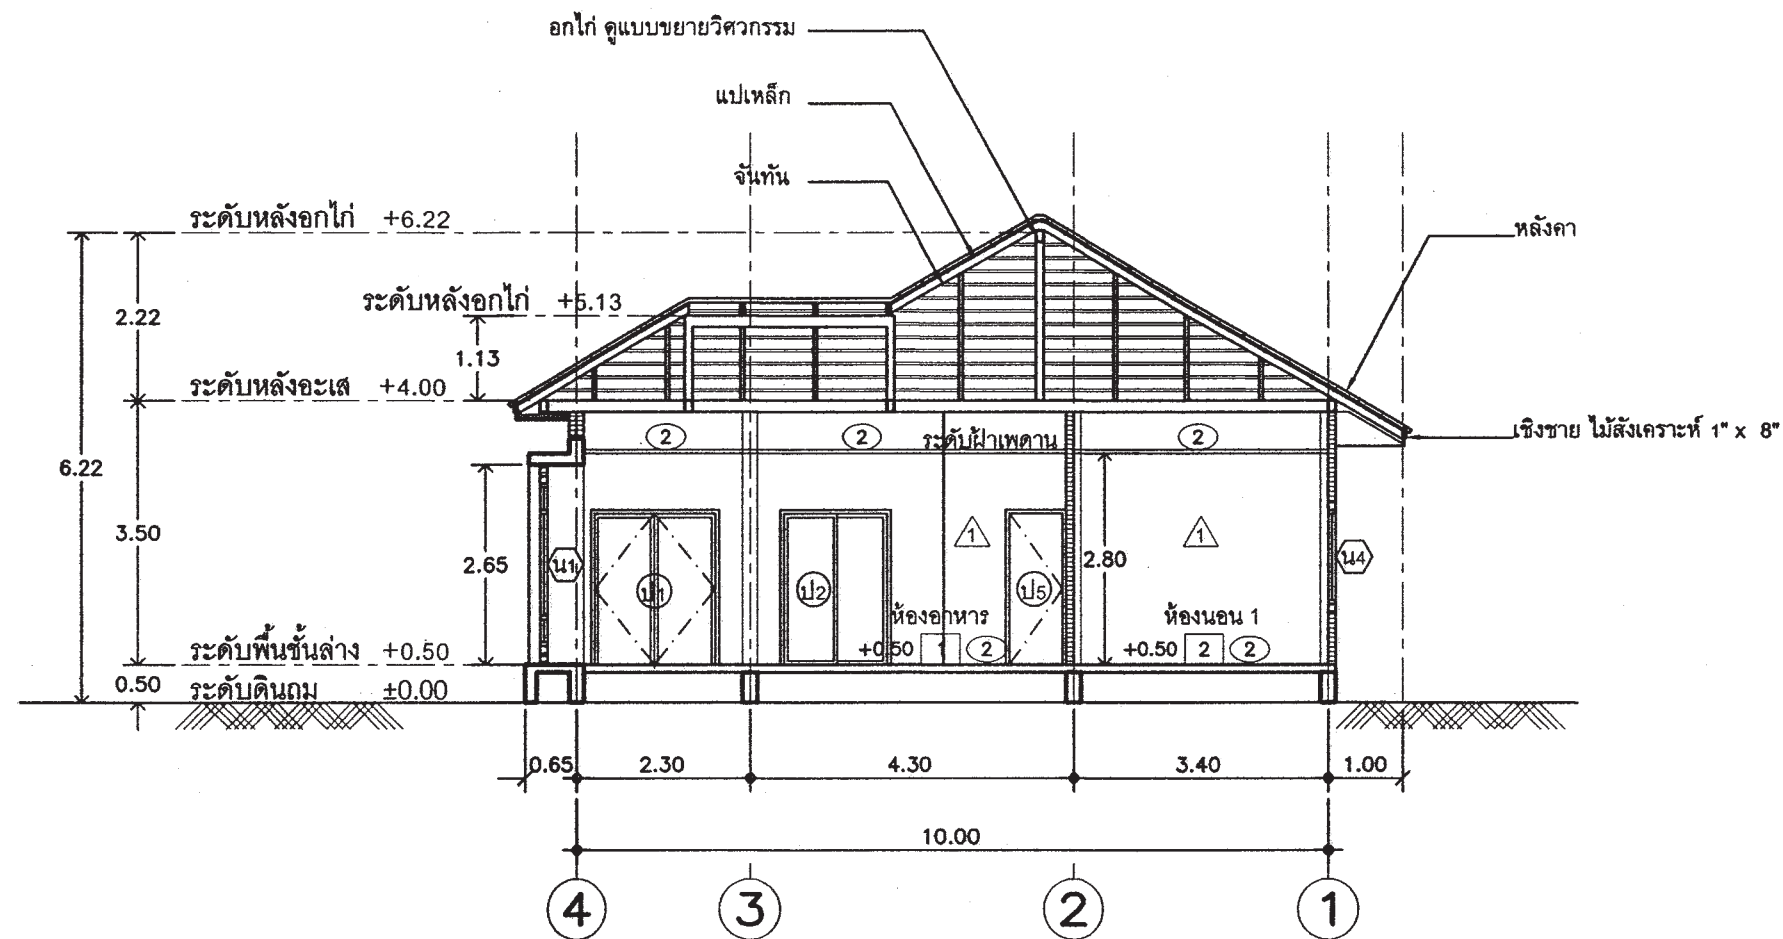 อกไก่ ดูแบบขยายวิศวกรรม
แปเหล็ก
จันทัน
ระดับหลังอกไก่ +6.22
หลังคา
ระดับหลังอกไก่ +5.13
2.22
1.13
ระดับหลังอะเส +4.00
2 2 ระดับฝ้าเพดาน 2
เชิงชาย ไม้สังเคราะห์ 1" x 8"
6.22
3.50
1 1
2.65 น1 2.80 น4
ป1 ป2 ป5
ห้องอาหาร ห้องนอน 1
+0.50 1 2 +0.50 2 2
ระดับพื้นชั้นล่าง +0.50
0.50 ระดับดินถม ±0.00
0.65 2.30 4.30 3.40 1.00
10.00
4 3 2 1